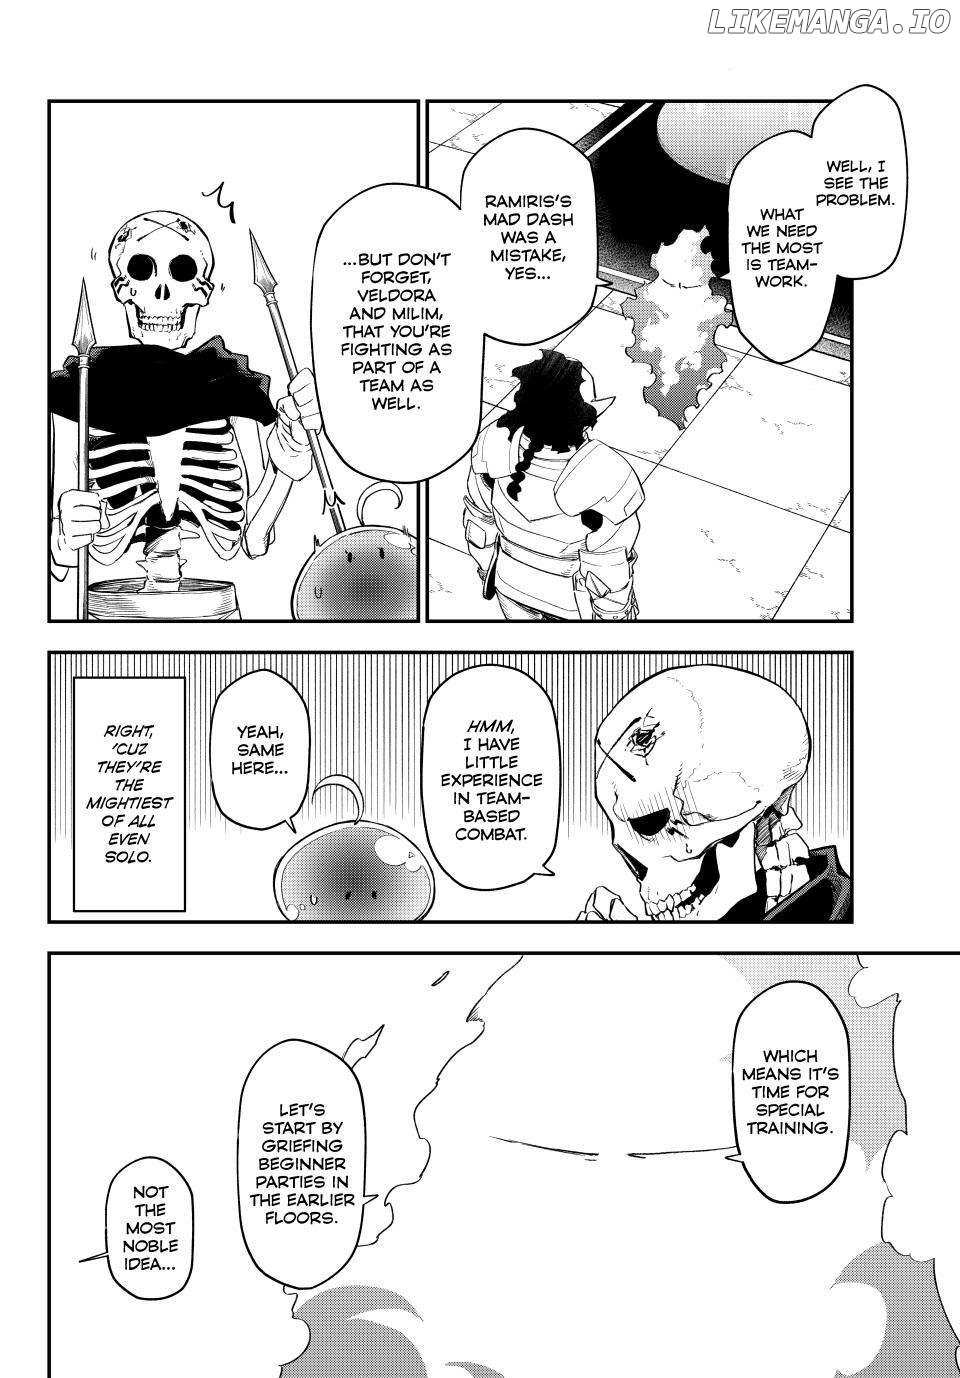 LIKEMANGA.IO
WELL, I
SEE THE
PROBLEM.
WHAT
WE NEED
THE MOST
IS TEAM-
WORK.
RAMIRIS'S
MAD DASH
WAS A
MISTAKE,
YES...
...BUT DON'T
FORGET,
VELDORA
AND MILIM,
THAT YOU'RE
FIGHTING AS
PART OF A
TEAM AS
WELL.
HMM,
I HAVE
LITTLE
EXPERIENCE
IN TEAM-
BASED
COMBAT.
YEAH,
SAME
HERE...
RIGHT,
'CUZ
THEY'RE
THE
MIGHTIEST
OF ALL
EVEN
SOLO.
WHICH
MEANS IT'S
TIME FOR
SPECIAL
TRAINING.
LET'S
START BY
GRIEFING
BEGINNER
PARTIES IN
THE EARLIER
FLOORS.
NOT
THE
MOST
NOBLE
IDEA...